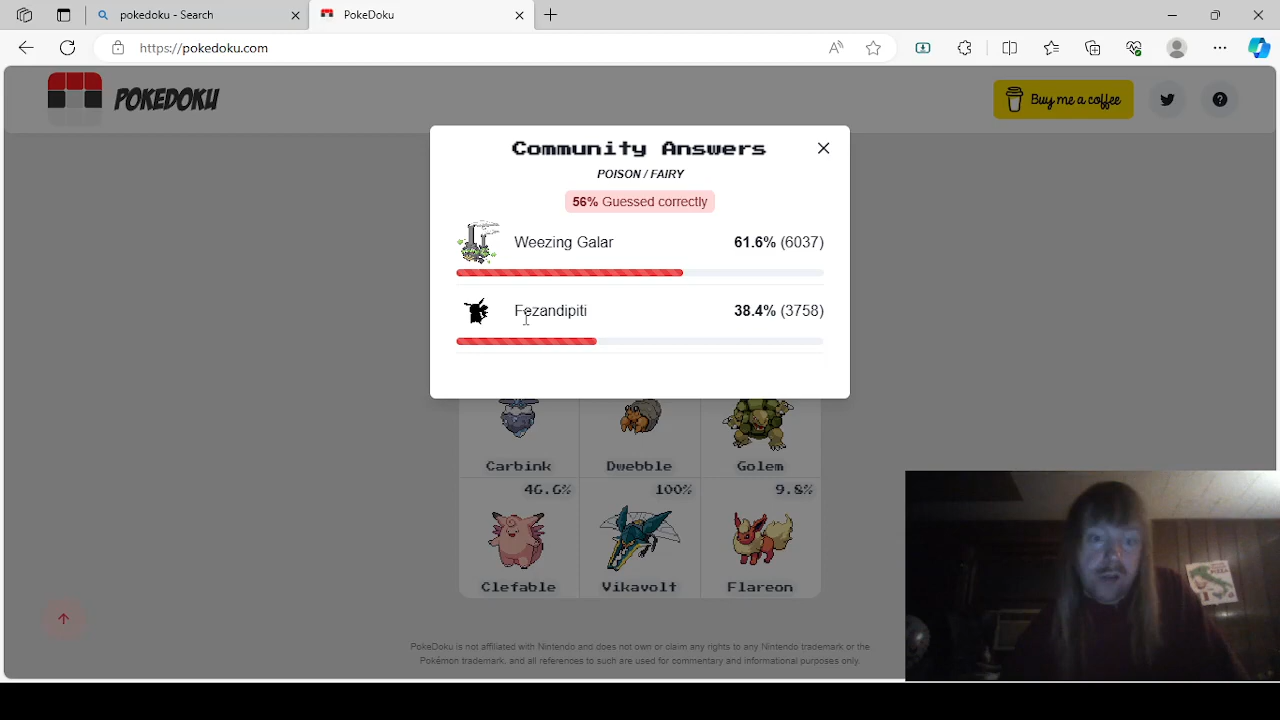 pokedoku - Search
PokeDoku
https://pokedoku.com
POKEDOKU
Buy me a coffee
Community Answers
POISON / FAIRY
56% Guessed correctly
Weezing Galar 61.6% (6037)
Fezandipiti 38.4% (3758)
Carbink Dwebble Golem
46.6% 100% 9.8%
Clefable Vikavolt Flareon
PokeDoku is not affiliated with Nintendo and does not own or claim any rights to any Nintendo trademark or the
Pokémon trademark, and all references to such are used for commentary and informational purposes only.